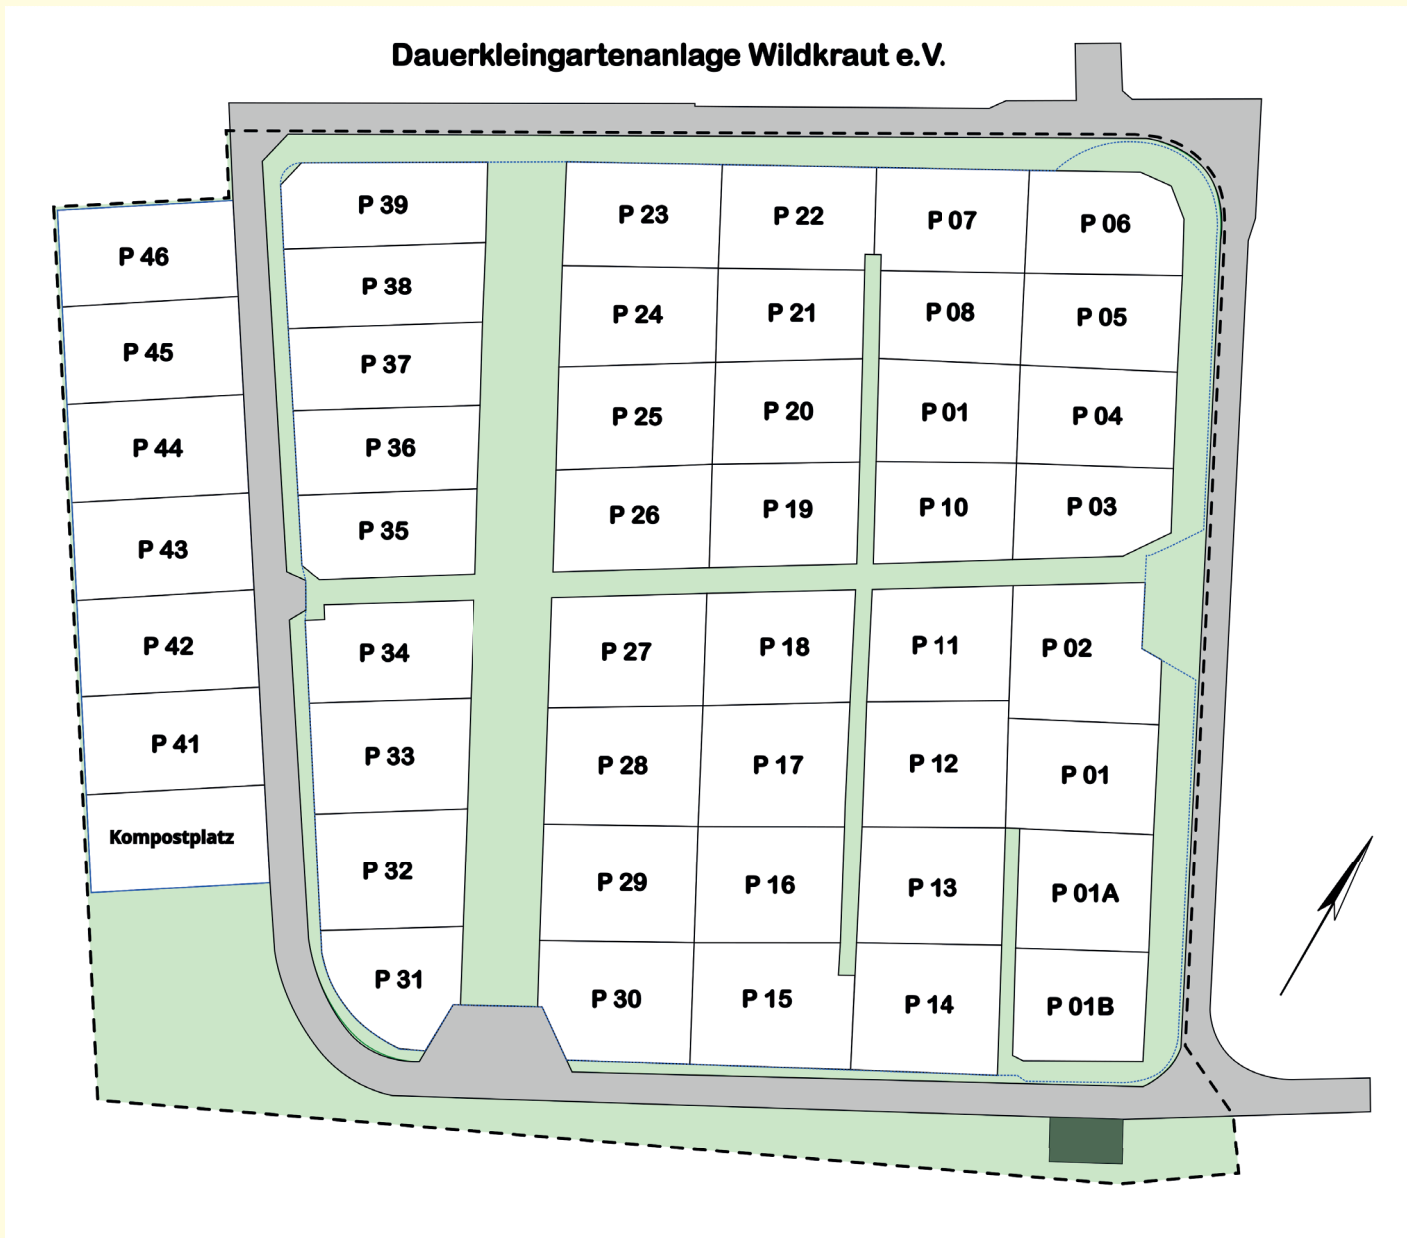 Dauerkleingartenanlage Wildkraut e.V.
P 39
P 23
P 22
P 07
P 06
P 46
P 38
P 24
P 21
P 08
P 05
P 45
P 37
P 25
P 20
P 01
P 04
P 44
P 36
P 26
P 19
P 10
P 03
P 43
P 35
P 42
P 34
P 27
P 18
P 11
P 02
P 41
P 33
P 28
P 17
P 12
P 01
Kompostplatz
P 32
P 29
P 16
P 13
P 01A
P 31
P 30
P 15
P 14
P 01B